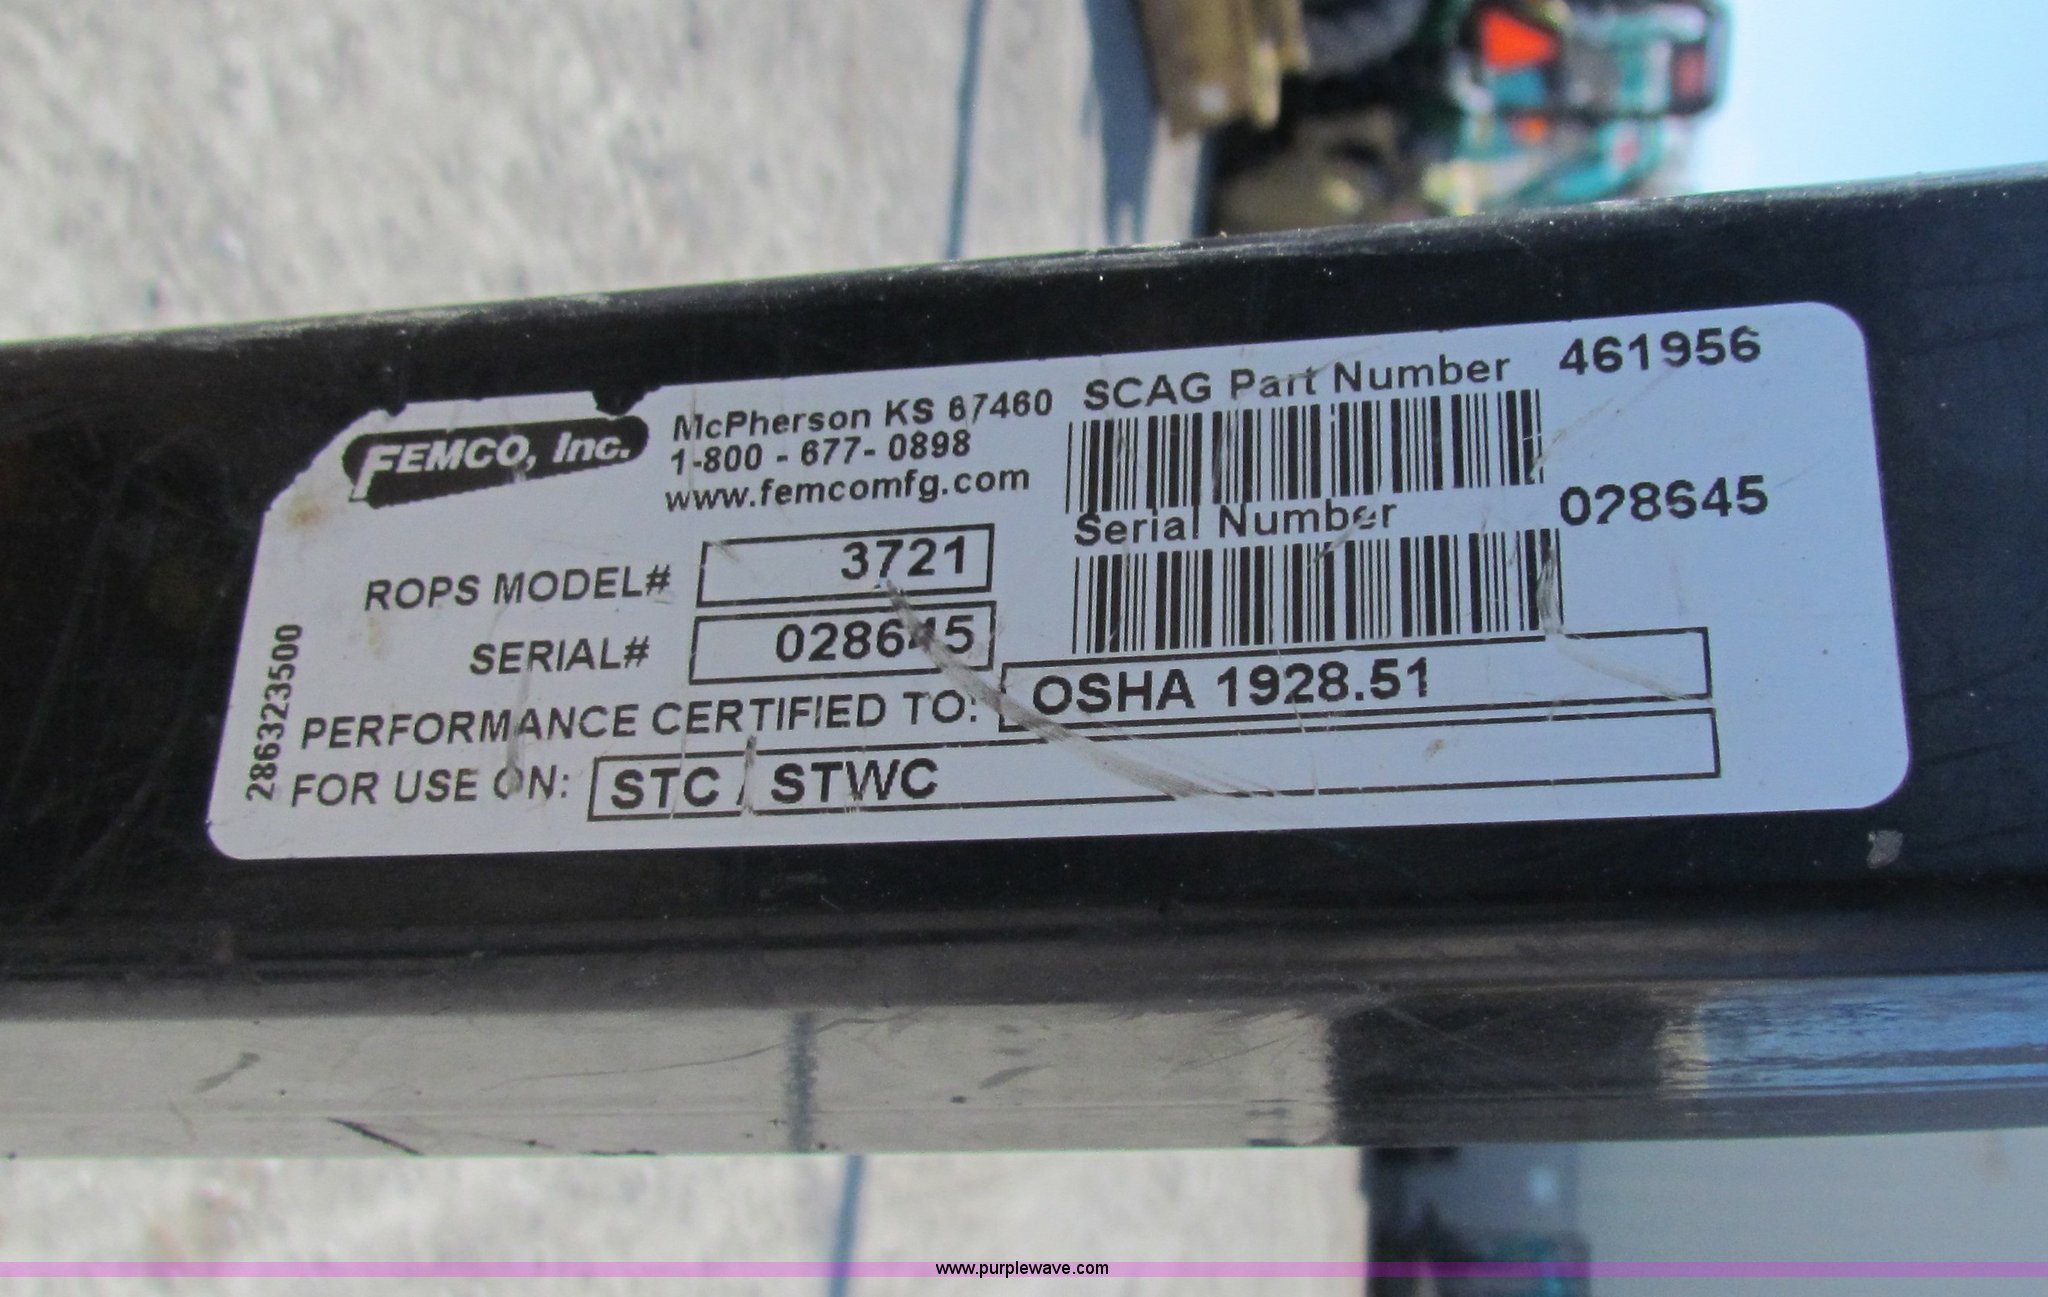 FEMCO, Inc.
McPherson KS 67460
1-800 - 677- 0898
www.femcomfg.com
SCAG Part Number 461956
Serial Number 028645
ROPS MODEL# 3721
SERIAL# 028645
PERFORMANCE CERTIFIED TO: OSHA 1928.51
FOR USE ON: STC / STWC
286323500
www.purplewave.com